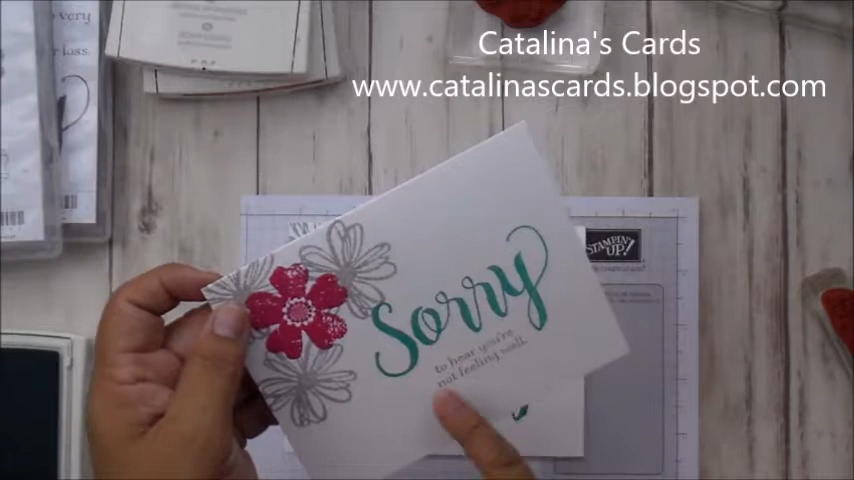 very
loss.
Catalina's Cards
www.catalinascards.blogspot.com
STAMPIN'
UP!
Sorry
to hear you're
not feeling well.